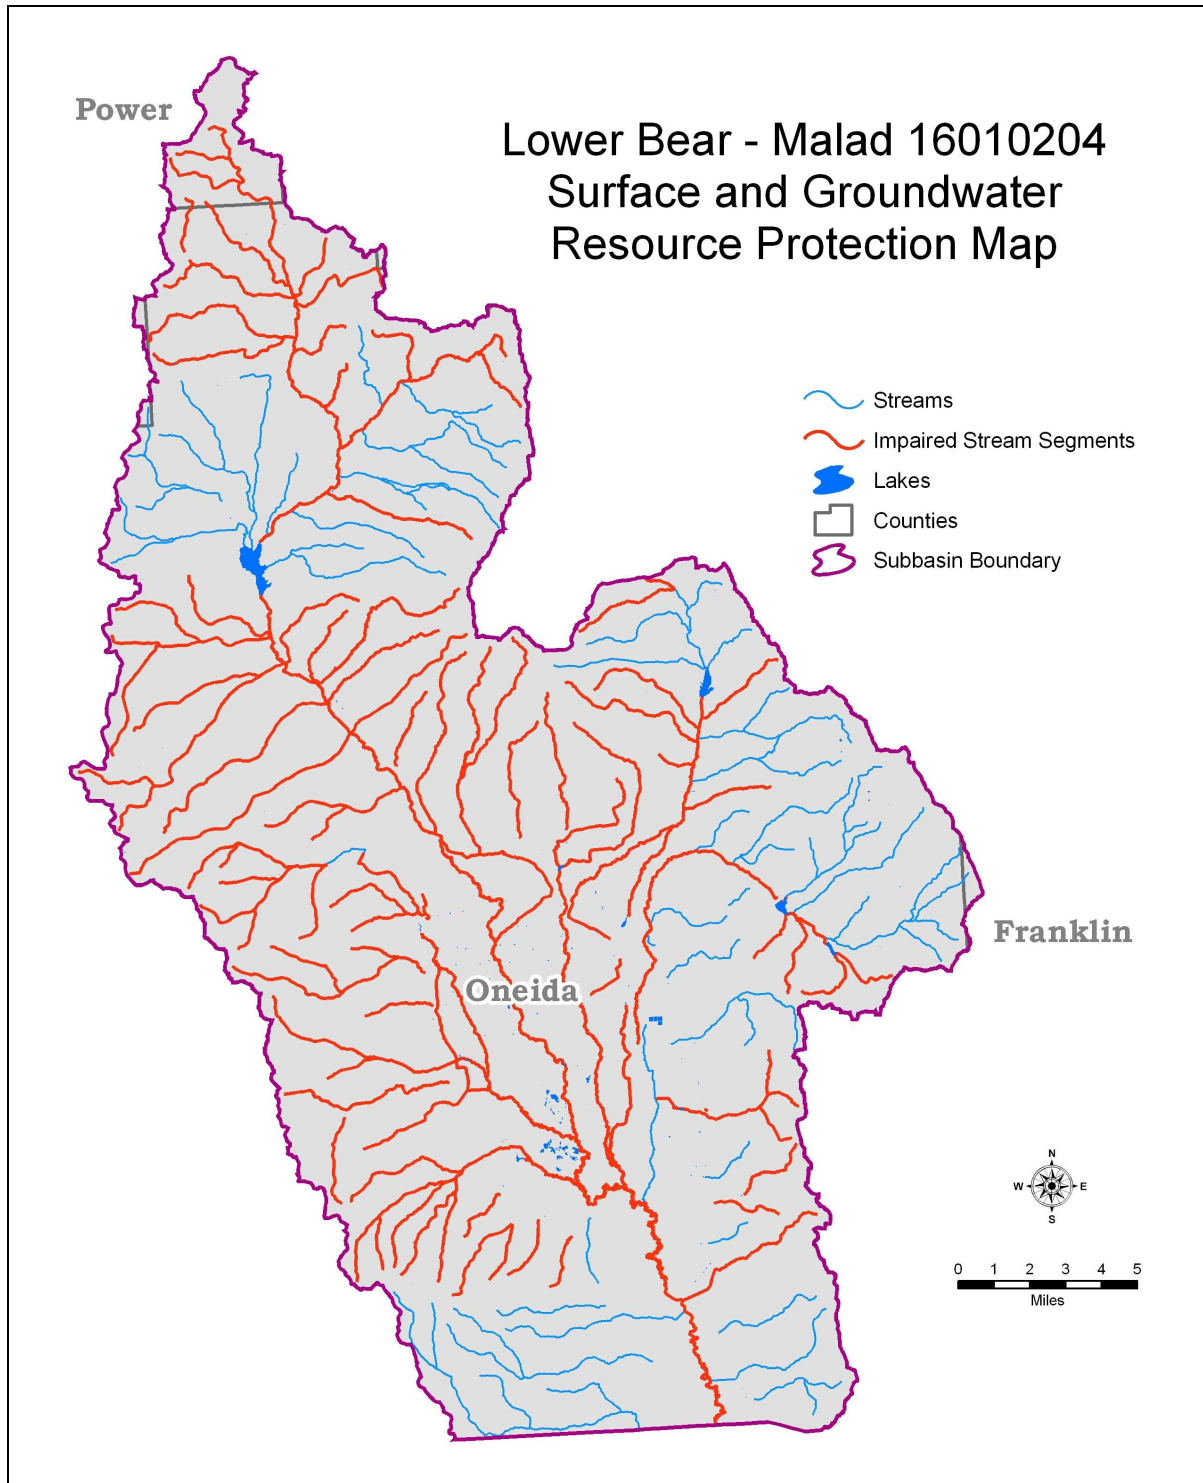 Power
Lower Bear - Malad 16010204
Surface and Groundwater
Resource Protection Map
Streams
Impaired Stream Segments
Lakes
Counties
Subbasin Boundary
Franklin
Oneida
N
W E
S
0 1 2 3 4 5
Miles